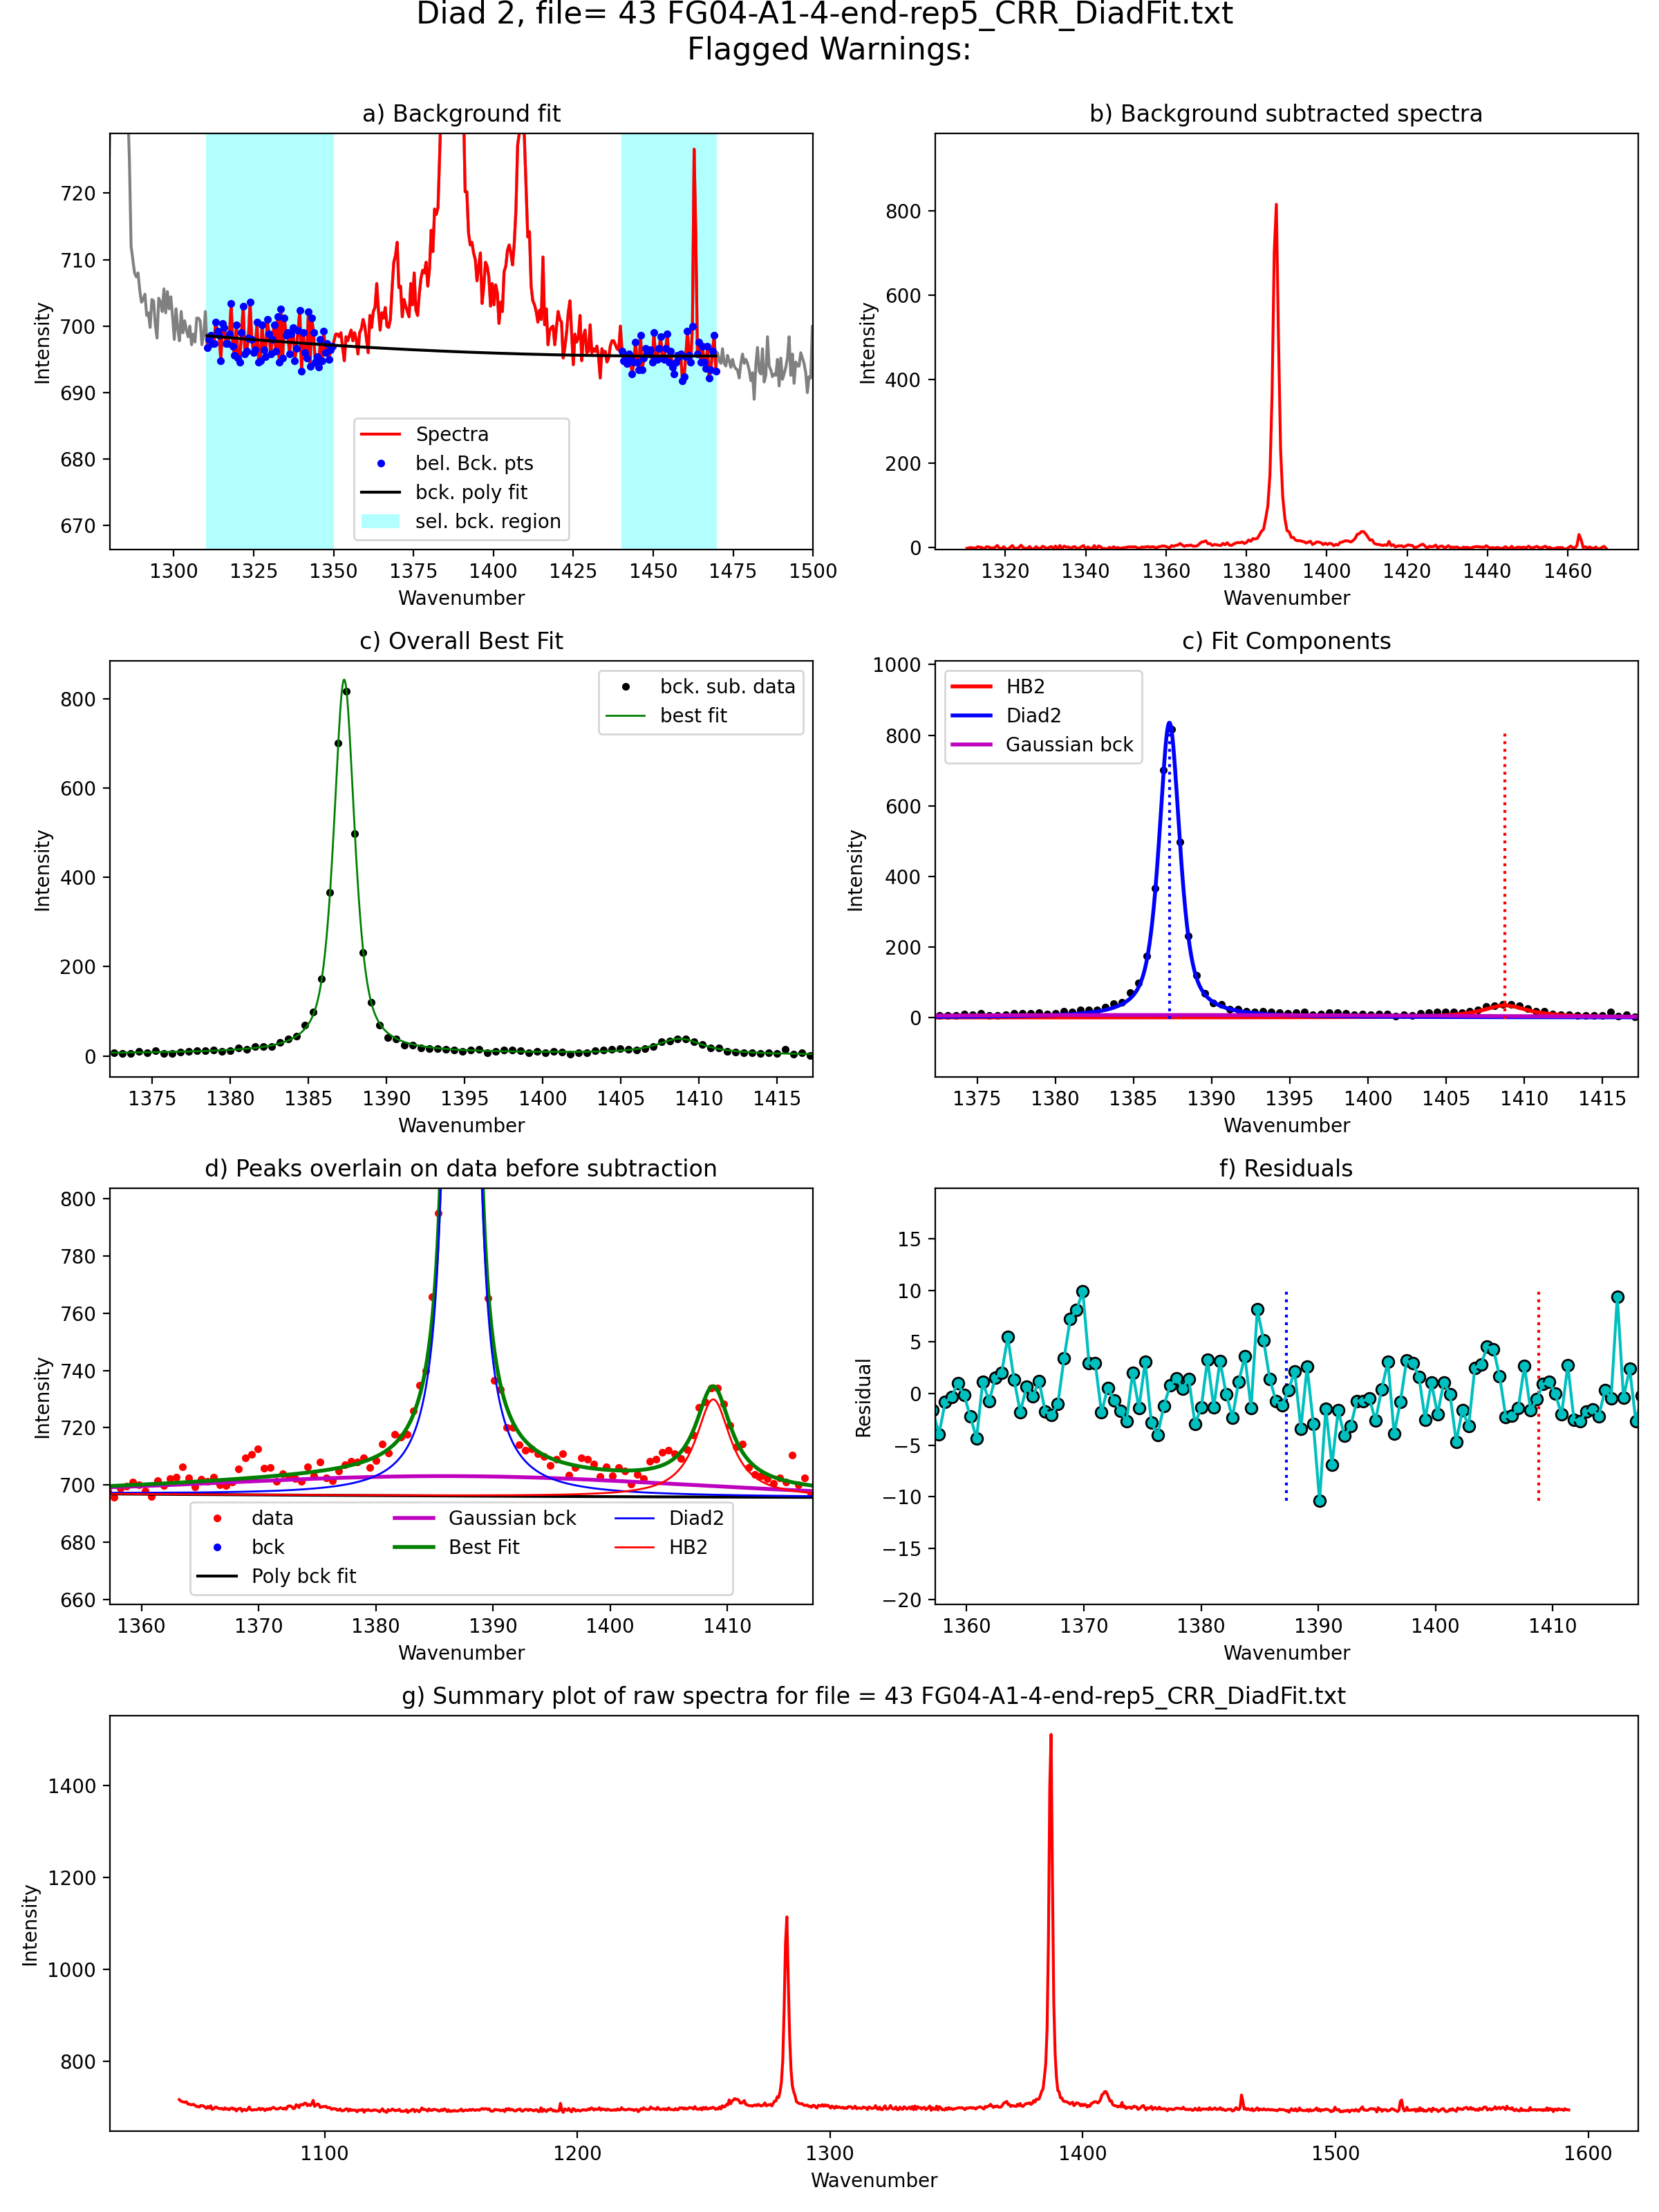 Diad 2, file= 43 FG04-A1-4-end-rep5_CRR_DiadFit.txt
Flagged Warnings:
a) Background fit
Intensity
720
710
700
690
680
670
Spectra
bel. Bck. pts
bck. poly fit
sel. bck. region
1300 1325 1350 1375 1400 1425 1450 1475 1500
Wavenumber
b) Background subtracted spectra
Intensity
800
600
400
200
0
1320 1340 1360 1380 1400 1420 1440 1460
Wavenumber
c) Overall Best Fit
Intensity
800
600
400
200
0
bck. sub. data
best fit
1375 1380 1385 1390 1395 1400 1405 1410 1415
Wavenumber
c) Fit Components
Intensity
1000
800
600
400
200
0
HB2
Diad2
Gaussian bck
1375 1380 1385 1390 1395 1400 1405 1410 1415
Wavenumber
d) Peaks overlain on data before subtraction
Intensity
800
780
760
740
720
700
680
660
data
bck
Poly bck fit
Gaussian bck
Best Fit
Diad2
HB2
1360 1370 1380 1390 1400 1410
Wavenumber
f) Residuals
Residual
15
10
5
0
−5
−10
−15
−20
1360 1370 1380 1390 1400 1410
Wavenumber
g) Summary plot of raw spectra for file = 43 FG04-A1-4-end-rep5_CRR_DiadFit.txt
Intensity
1400
1200
1000
800
1100 1200 1300 1400 1500 1600
Wavenumber